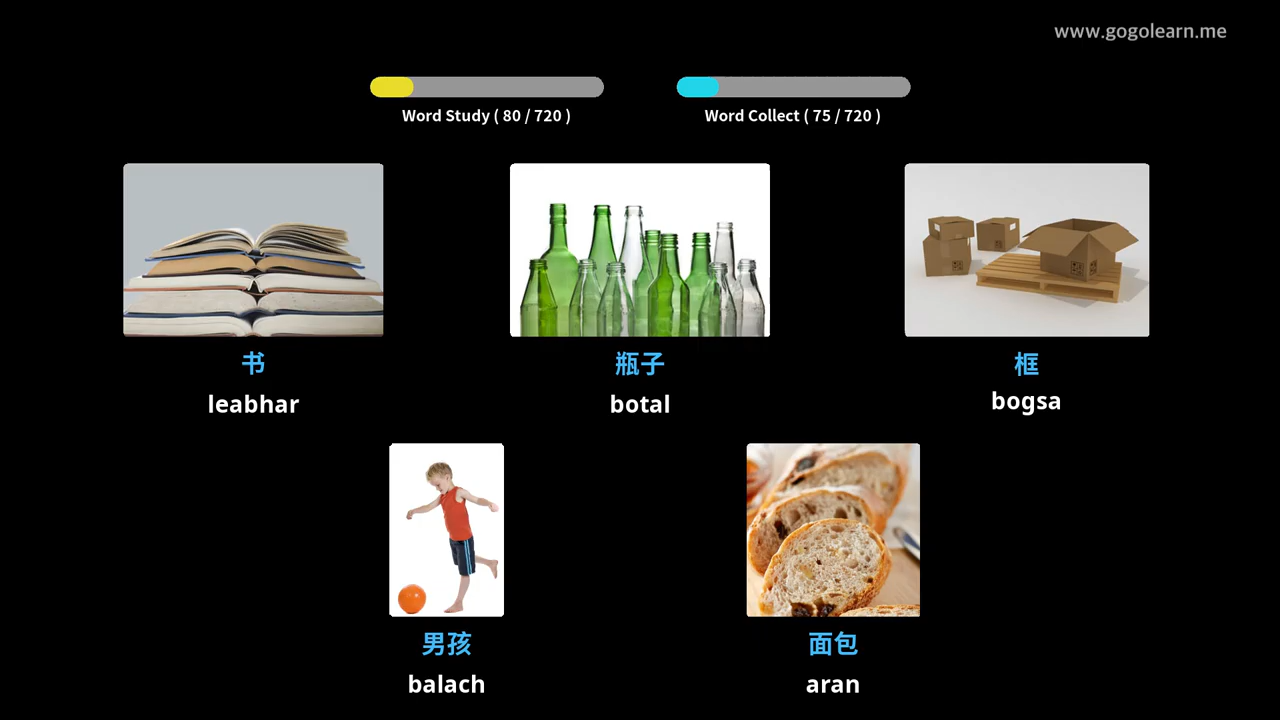 www.gogolearn.me
Word Study ( 80 / 720 )
Word Collect ( 75 / 720 )
书
leabhar
瓶子
botal
框
bogsa
男孩
balach
面包
aran